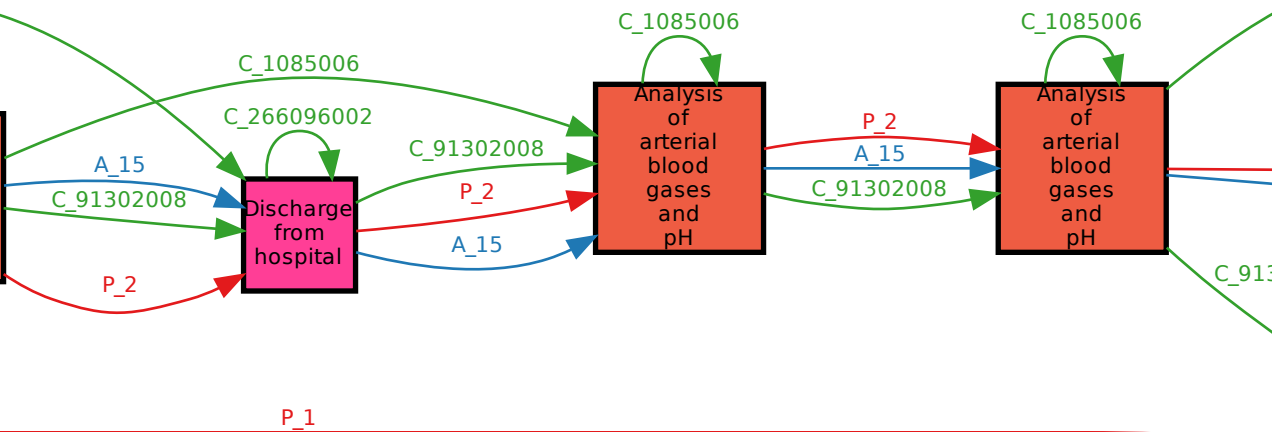 C_1085006
C_1085006
C_1085006
C_266096002
Analysis
of
arterial
blood
gases
and
pH
Analysis
of
arterial
blood
gases
and
pH
P_2
A_15
C_91302008
A_15
C_91302008
C_91302008
P_2
Discharge
from
hospital
A_15
P_2
C_913
P_1